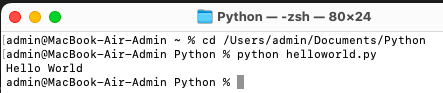 Python — -zsh — 80×24
[admin@MacBook-Air-Admin ~ % cd /Users/admin/Documents/Python
[admin@MacBook-Air-Admin Python % python helloworld.py
Hello World
admin@MacBook-Air-Admin Python %